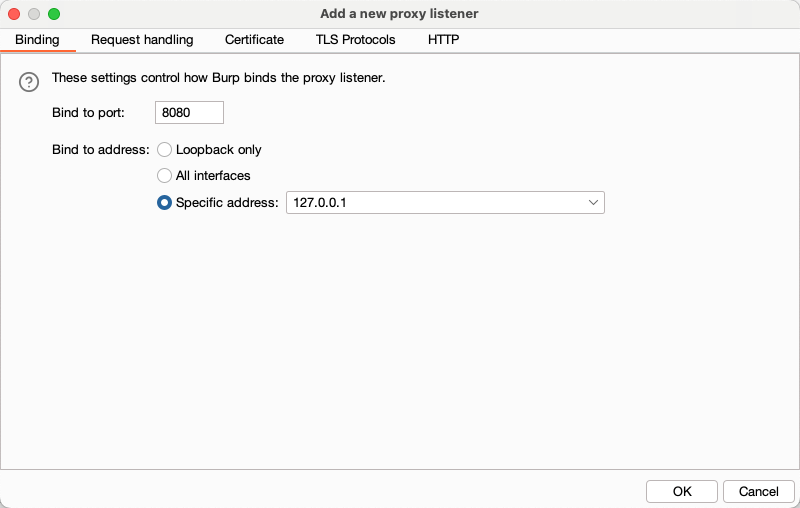 Add a new proxy listener
Binding Request handling Certificate TLS Protocols HTTP
? These settings control how Burp binds the proxy listener.
Bind to port: 8080
Bind to address: Loopback only
All interfaces
Specific address: 127.0.0.1
OK Cancel